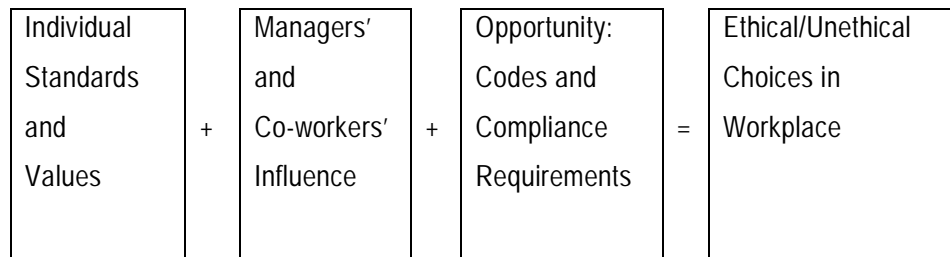 Individual
Standards
and
Values
+
Managers’
and
Co-workers’
Influence
+
Opportunity:
Codes and
Compliance
Requirements
=
Ethical/Unethical
Choices in
Workplace